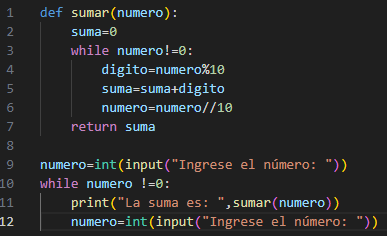 1 def sumar(numero):
2     suma=0
3     while numero!=0:
4         digito=numero%10
5         suma=suma+digito
6         numero=numero//10
7     return suma
8
9 numero=int(input("Ingrese el número: "))
10 while numero !=0:
11     print("La suma es: ",sumar(numero))
12     numero=int(input("Ingrese el número: "))